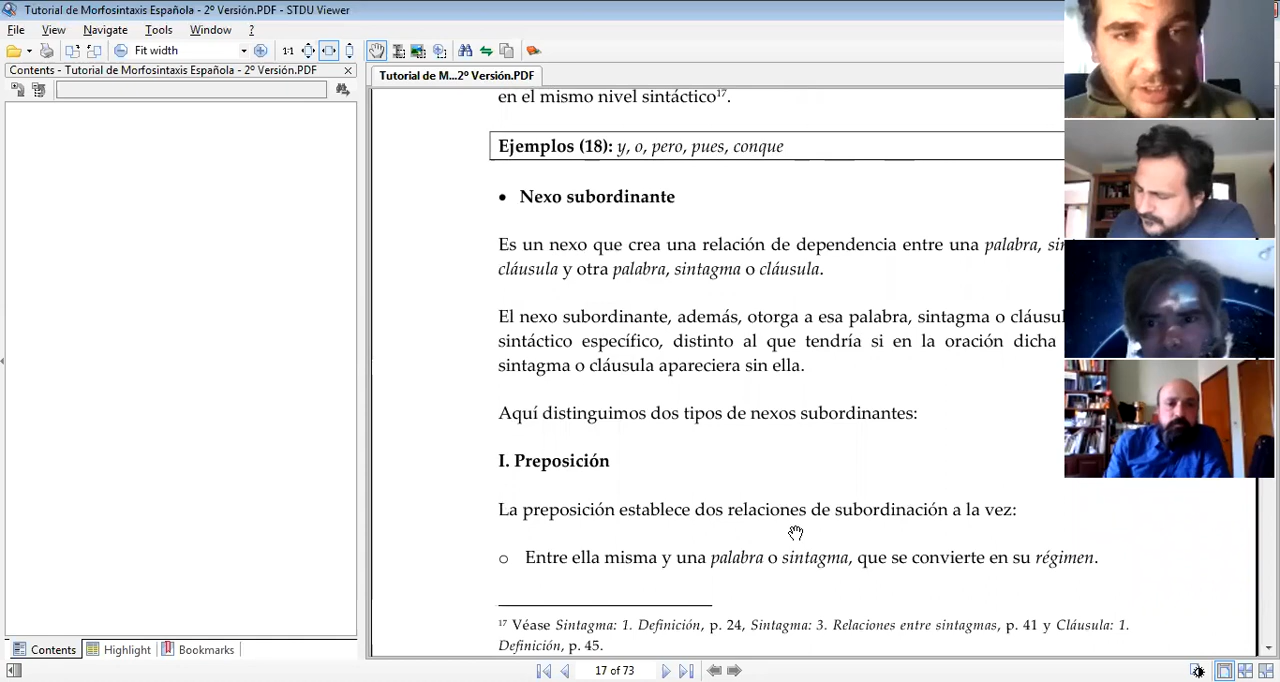 Tutorial de Morfosintaxis Española - 2º Versión.PDF - STDU Viewer
File View Navigate Tools Window ?
Fit width 1:1
Contents - Tutorial de Morfosintaxis Española - 2º Versión.PDF
Tutorial de M...2º Versión.PDF
en el mismo nivel sintáctico¹⁷.
Ejemplos (18): y, o, pero, pues, conque
• Nexo subordinante
Es un nexo que crea una relación de dependencia entre una palabra,
cláusula y otra palabra, sintagma o cláusula.
El nexo subordinante, además, otorga a esa palabra, sintagma o
sintáctico específico, distinto al que tendría si en la oración dicha
sintagma o cláusula apareciera sin ella.
Aquí distinguimos dos tipos de nexos subordinantes:
I. Preposición
La preposición establece dos relaciones de subordinación a la vez:
o Entre ella misma y una palabra o sintagma, que se convierte en su régimen.
¹⁷ Véase Sintagma: 1. Definición, p. 24, Sintagma: 3. Relaciones entre sintagmas, p. 41 y Cláusula: 1.
Definición, p. 45.
Contents Highlight Bookmarks
17 of 73